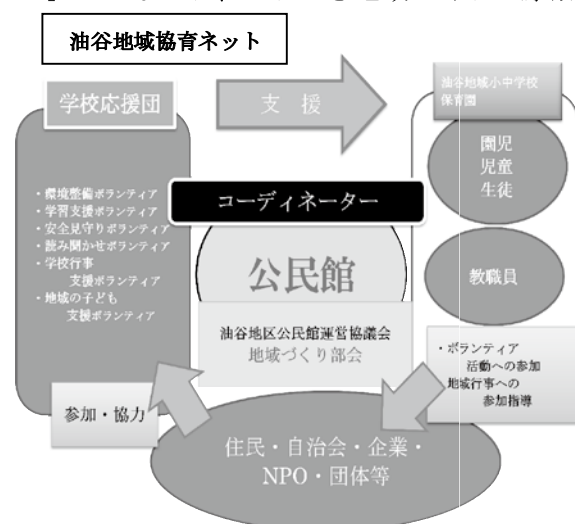 油谷地域協育ネット
学校応援団
支　援
油谷地域小中学校
保育園
園児
児童
生徒
・環境整備ボランティア
・学習支援ボランティア
・安全見守りボランティア
・読み聞かせボランティア
・学校行事
支援ボランティア
・地域の子ども
支援ボランティア
コーディネーター
公民館
教職員
油谷地区公民館運営協議会
地域づくり部会
・ボランティア
活動への参加
地域行事への
参加指導
参加・協力
住民・自治会・企業・
NPO・団体等